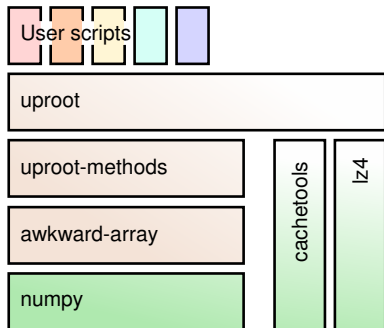 User scripts
uproot
uproot-methods
awkward-array
numpy
cachetools
lz4